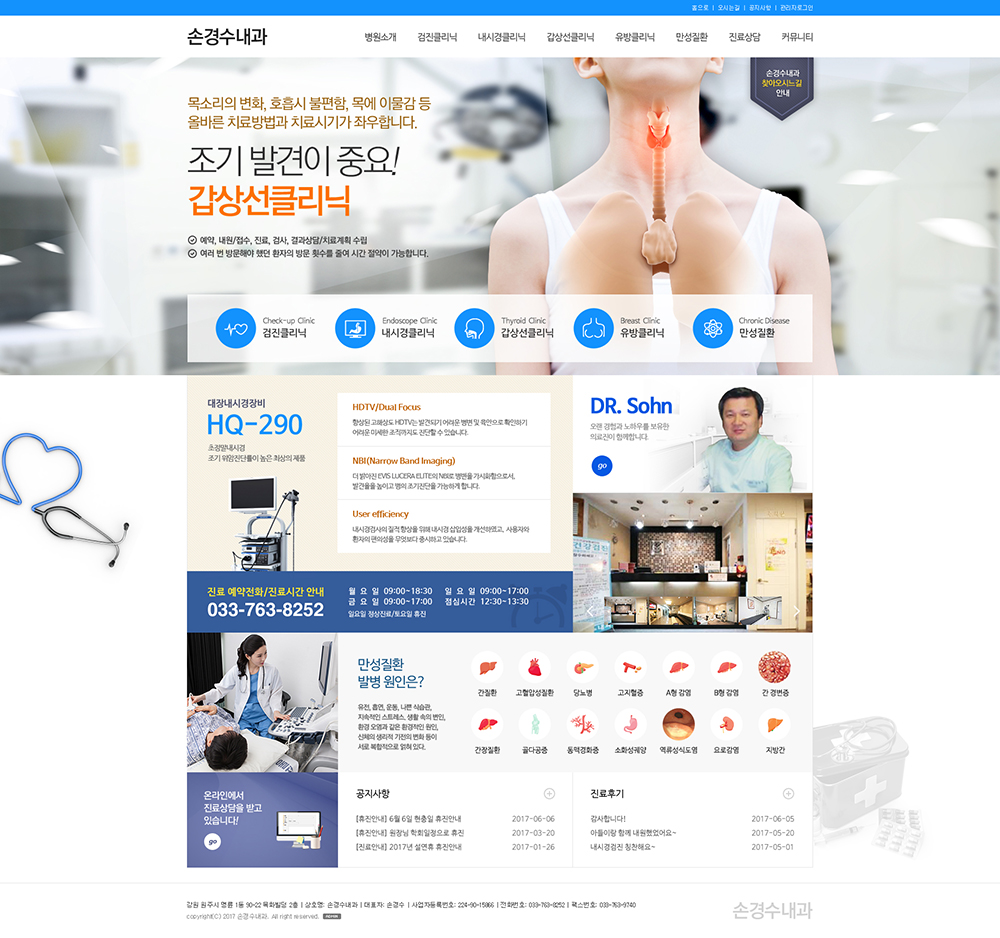 홈으로 | 오시는길 | 공지사항 | 관리자로그인
손경수내과
병원소개 검진클리닉 내시경클리닉 갑상선클리닉 유방클리닉 만성질환 진료상담 커뮤니티
손경수내과
찾아오시느길
안내
목소리의 변화, 호흡시 불편함, 목에 이물감 등
올바른 치료방법과 치료시기가 좌우합니다.
조기 발견이 중요!
갑상선클리닉
예약, 내원/접수, 진료, 검사, 결과상담/치료계획 수립
여러 번 방문해야 했던 환자의 방문 횟수를 줄여 시간 절약이 가능합니다.
Check-up Clinic
검진클리닉
Endoscope Clinic
내시경클리닉
Thyroid Clinic
갑상선클리닉
Breast Clinic
유방클리닉
Chronic Disease
만성질환
대장내시경장비
HQ-290
초정말내시경
조기 위암진단률이 높은 최상의 제품
HDTV/Dual Focus
향상된 고해상도 HDTV는 발견되기 어려운 병변 및 육안으로 확인하기
어려운 미세한 조직까지도 진단할 수 있습니다.
NBI(Narrow Band Imaging)
더 밝아진 EVIS LUCERA ELITE의 NBI로 병변을 가시화함으로서,
발견율을 높이고 병의 조기진단을 가능하게 합니다.
User efficiency
내시경검사의 질적 향상을 위해 내시경 삽입성을 개선하였고, 사용자와
환자의 편의성을 무엇보다 중시하고 있습니다.
DR. Sohn
오랜 경험과 노하우를 보유한
의료진이 함께합니다.
go
진료 예약전화/진료시간 안내
033-763-8252
월 요 일 09:00~18:30 일 요 일 09:00~17:00
금 요 일 09:00~17:00 점심시간 12:30~13:30
일요일 정상진료/토요일 휴진
만성질환
발병 원인은?
유전, 흡연, 운동, 나쁜 식습관,
지속적인 스트레스, 생활 속의 변인,
환경 오염과 같은 환경적인 원인,
신체의 생리적 기전의 변화 등이
서로 복합적으로 얽혀 있다.
간질환 고혈압성질환 당뇨병 고지혈증 A형 감염 B형 감염 간 경변증
간장질환 골다공증 동맥경화증 소화성궤양 역류성식도염 요로감염 지방간
온라인에서
진료상담을 받고
있습니다!
go
공지사항
[휴진안내] 6월 6일 현충일 휴진안내 2017-06-06
[휴진안내] 원장님 학회일정으로 휴진 2017-03-20
[진료안내] 2017년 설연휴 휴진안내 2017-01-26
진료후기
감사합니다! 2017-06-05
아들이랑 함께 내원했었어요~ 2017-05-20
내시경검진 칭찬해요~ 2017-05-01
강원 원주시 명륜 1동 90-22 목화빌딩 2층 | 상호명: 손경수내과 | 대표자: 손경수 | 사업자등록번호: 224-90-15866 | 전화번호: 033-763-8252 | 팩스번호: 033-763-9740
copyright(C) 2017 손경수내과. All right reserved.
손경수내과